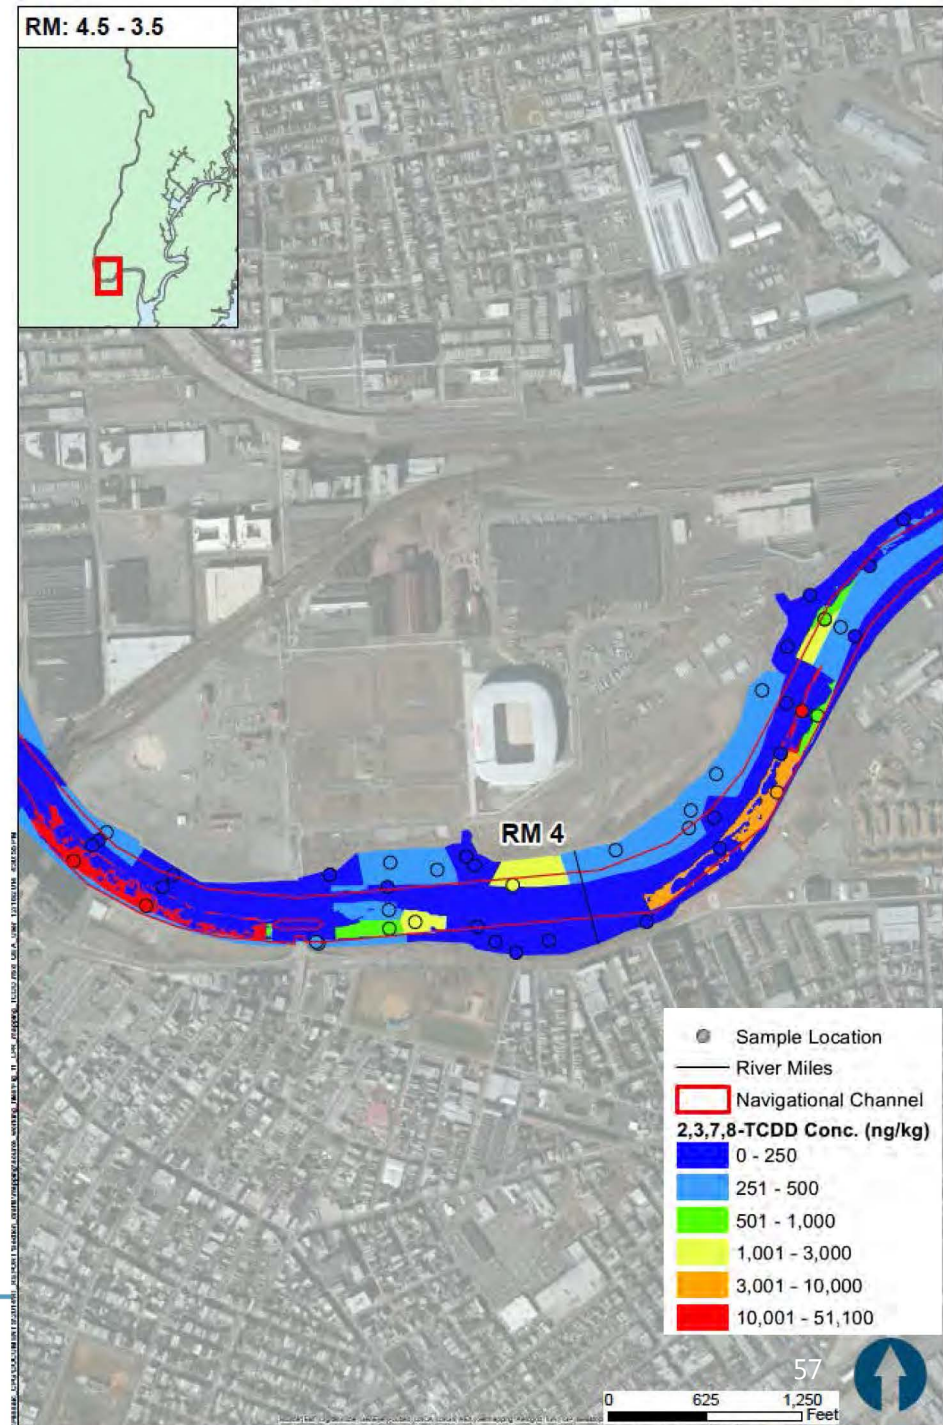 RM: 4.5 - 3.5
RM 4
Sample Location
River Miles
Navigational Channel
2,3,7,8-TCDD Conc. (ng/kg)
0 - 250
251 - 500
501 - 1,000
1,001 - 3,000
3,001 - 10,000
10,001 - 51,100
57
0 625 1,250
Feet